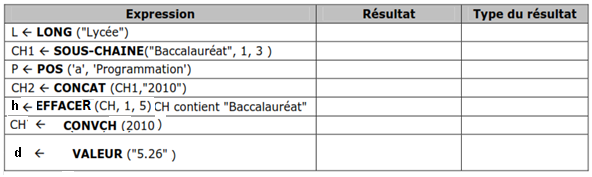 Expression Résultat Type du résultat
L ← LONG ("Lycée")
CH1 ← SOUS-CHAINE("Baccalauréat", 1, 3 )
P ← POS ('a', 'Programmation')
CH2 ← CONCAT (CH1,"2010")
h ← EFFACER (CH, 1, 5) CH contient "Baccalauréat"
CH ← CONVCH (2010 )
d ← VALEUR ("5.26" )